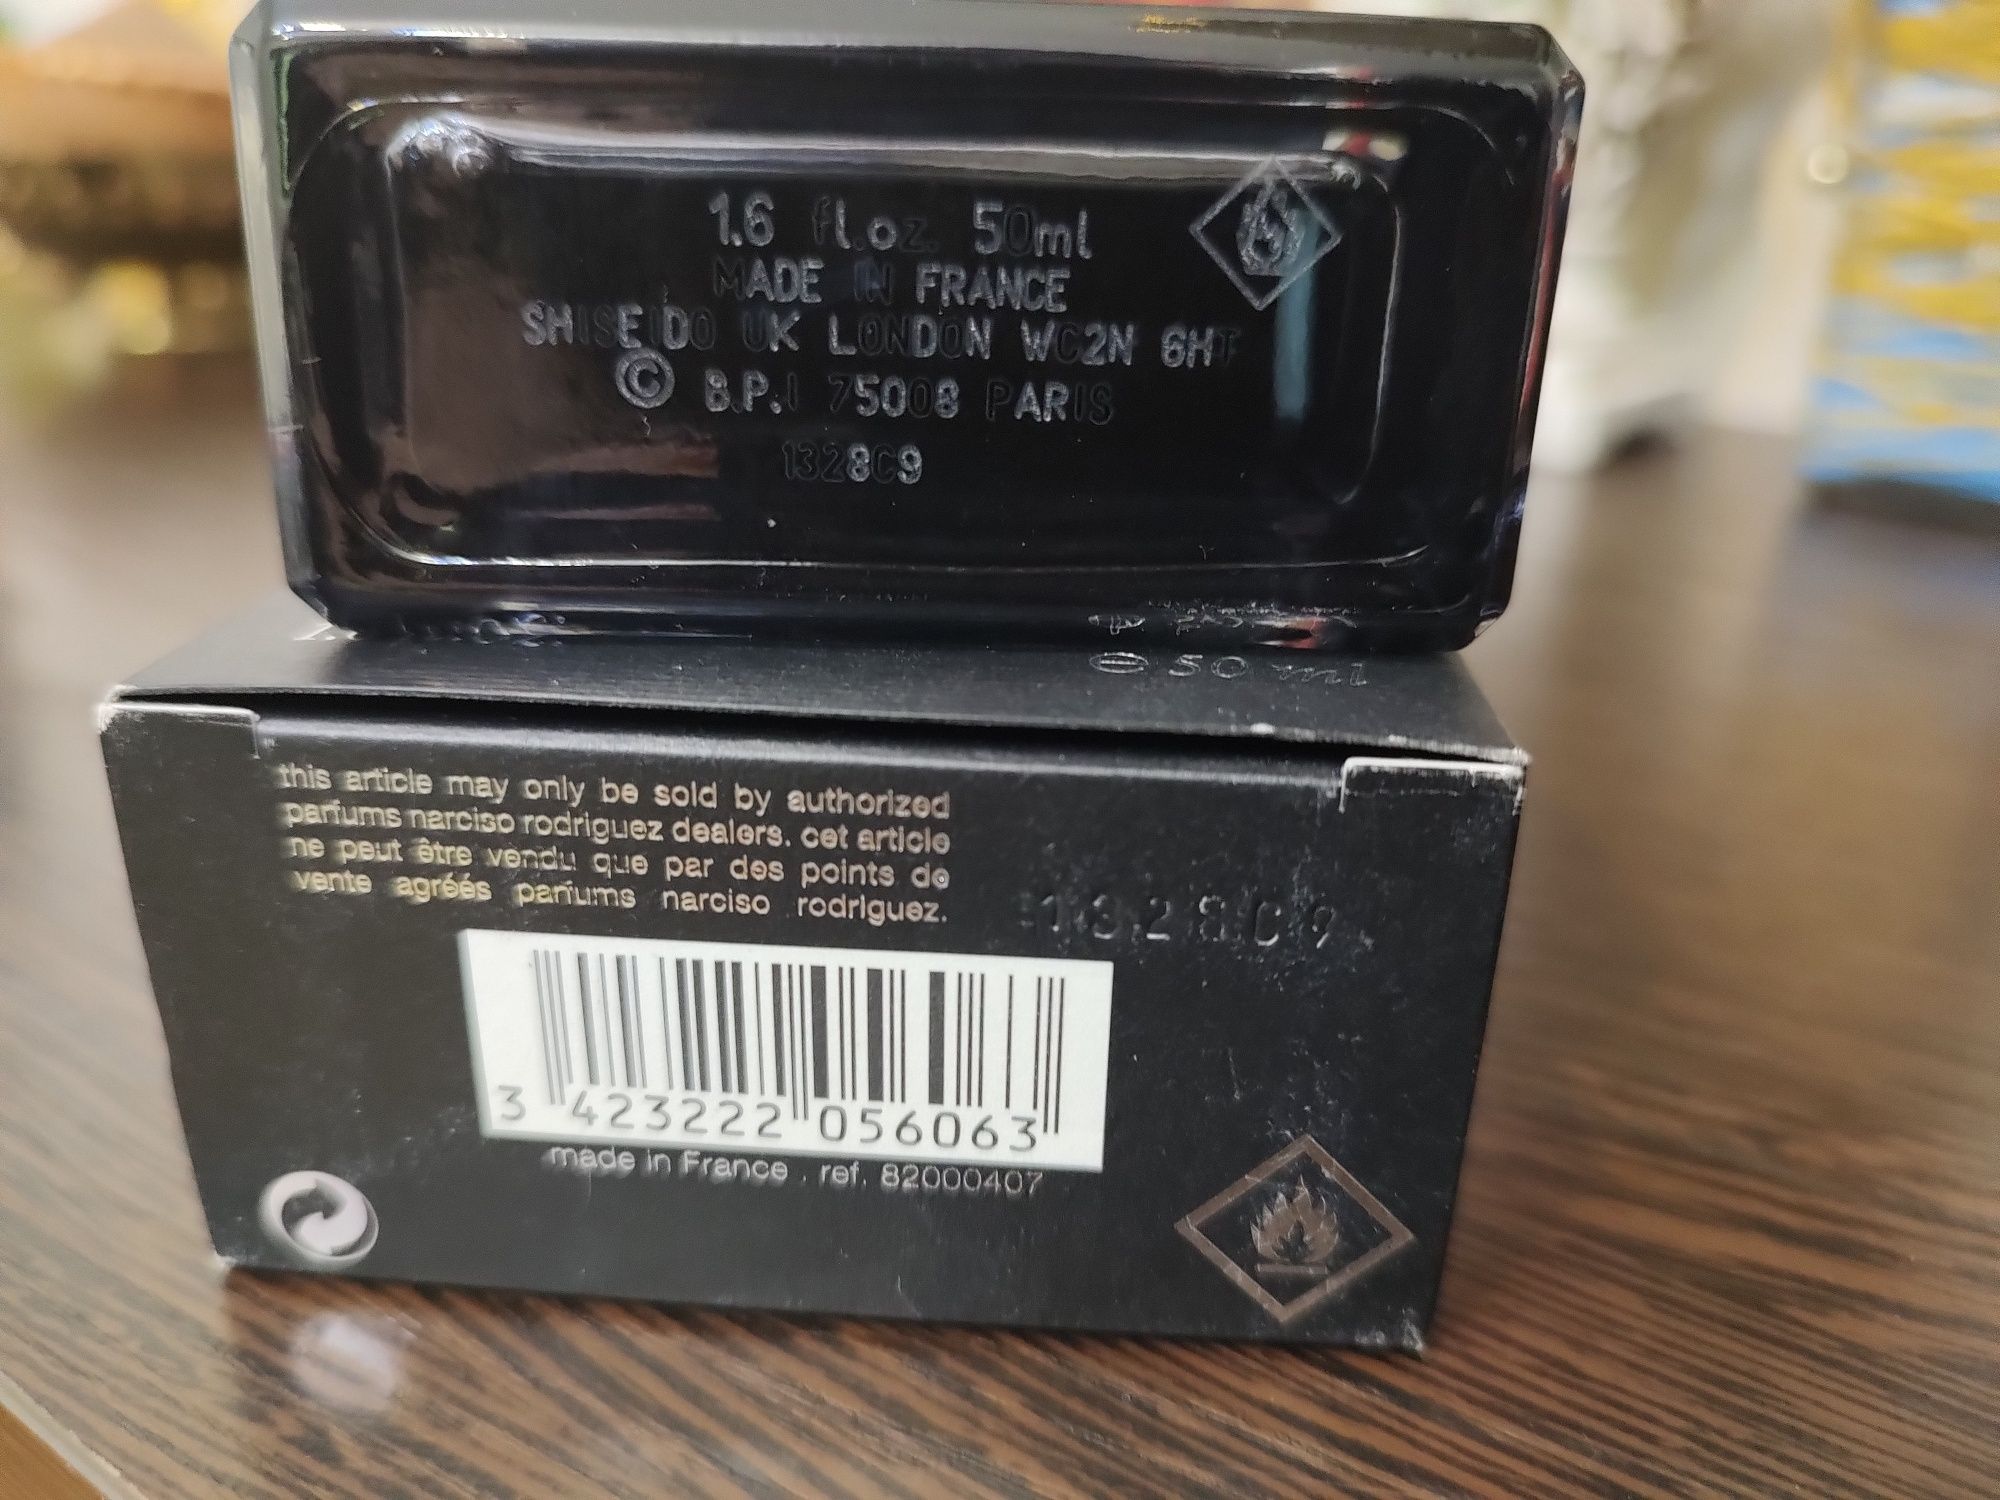 1.6 fl.oz. 50ml
MADE IN FRANCE
SHISEIDO UK LONDON WC2N 6HT
© B.P.I 75008 PARIS
1328C9
℮ 50 ml
this article may only be sold by authorized
parfums narciso rodriguez dealers. cet article
ne peut être vendu que par des points de
vente agréés parfums narciso rodriguez.
1328C9
3 423222 056063
made in France . ref. 82000407